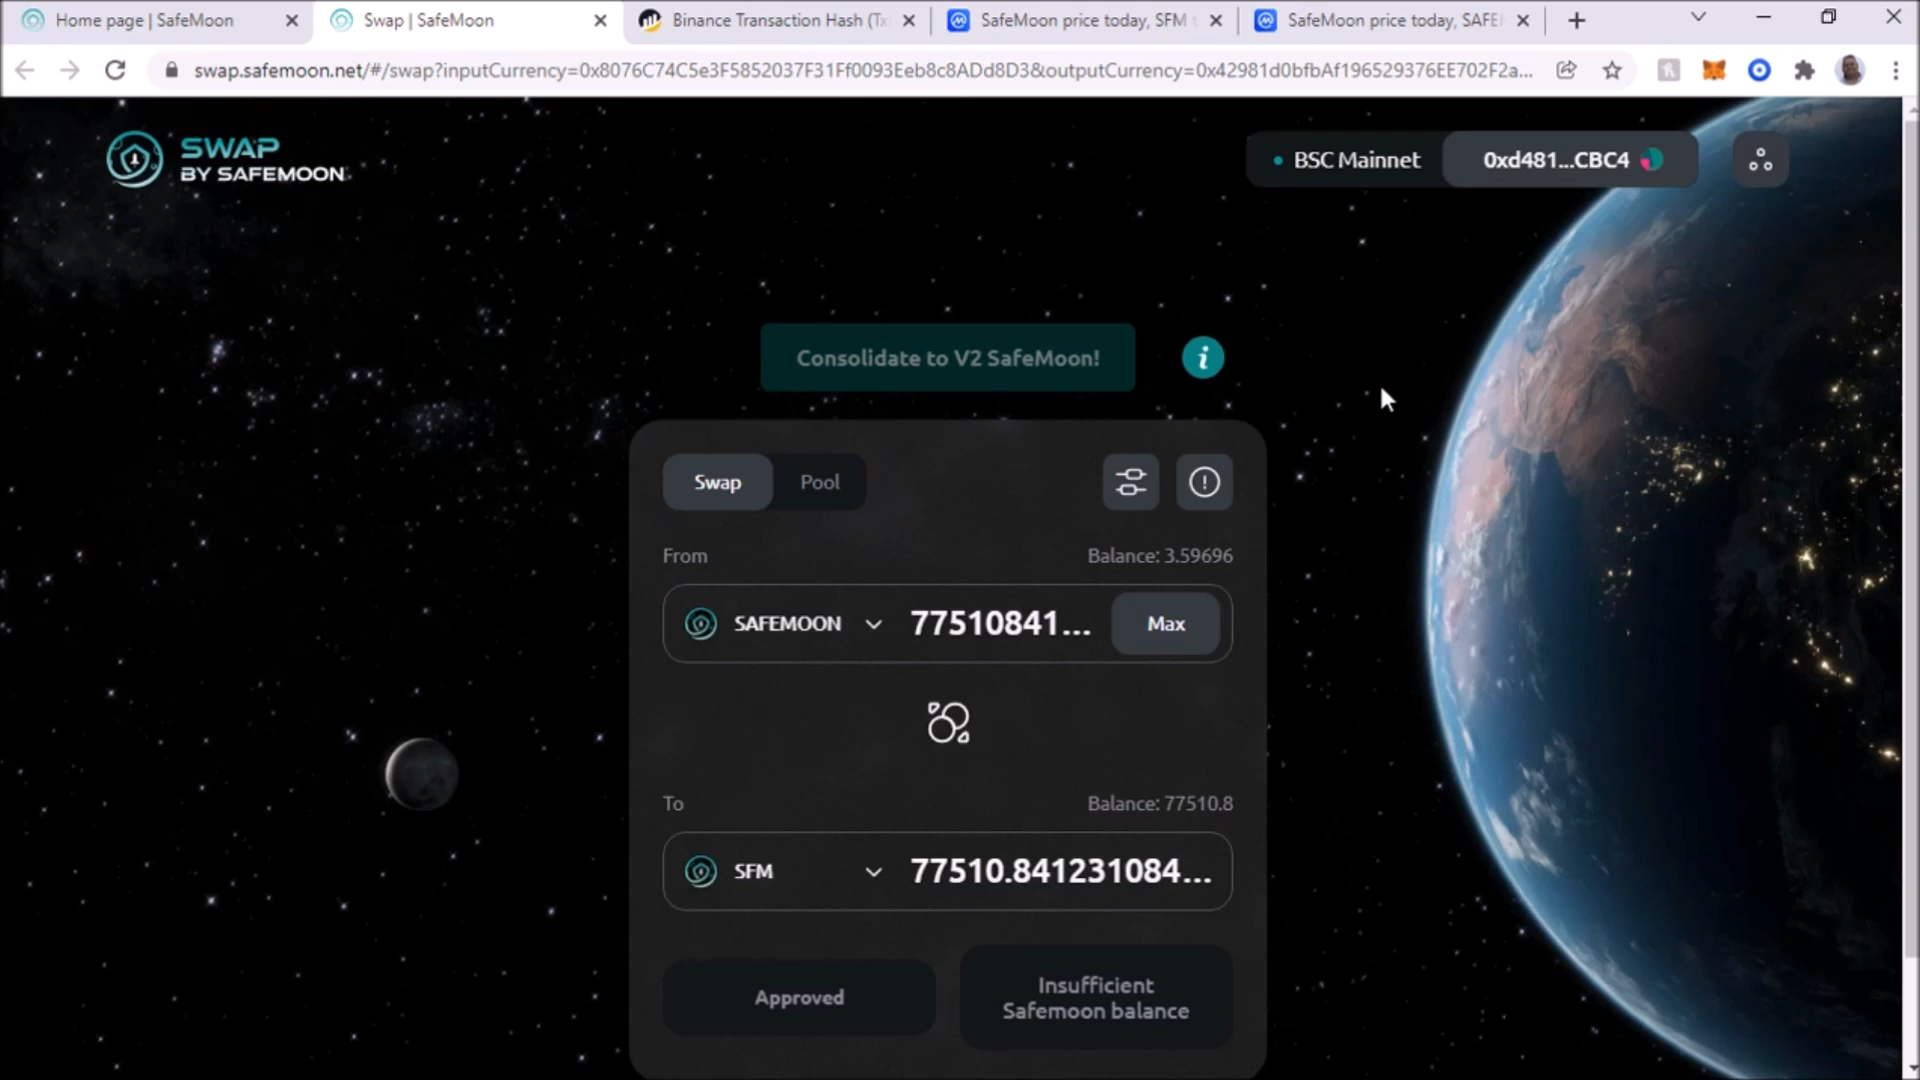 Home page | SafeMoon
Swap | SafeMoon
Binance Transaction Hash (Tx
SafeMoon price today, SFM t
SafeMoon price today, SAFE
swap.safemoon.net/#/swap?inputCurrency=0x8076C74C5e3F5852037F31Ff0093Eeb8c8ADd8D3&outputCurrency=0x42981d0bfbAf196529376EE702F2a...
SWAP
BY SAFEMOON
BSC Mainnet
0xd481...CBC4
Consolidate to V2 SafeMoon!
Swap
Pool
From
Balance: 3.59696
SAFEMOON
77510841...
Max
To
Balance: 77510.8
SFM
77510.841231084...
Approved
Insufficient
Safemoon balance